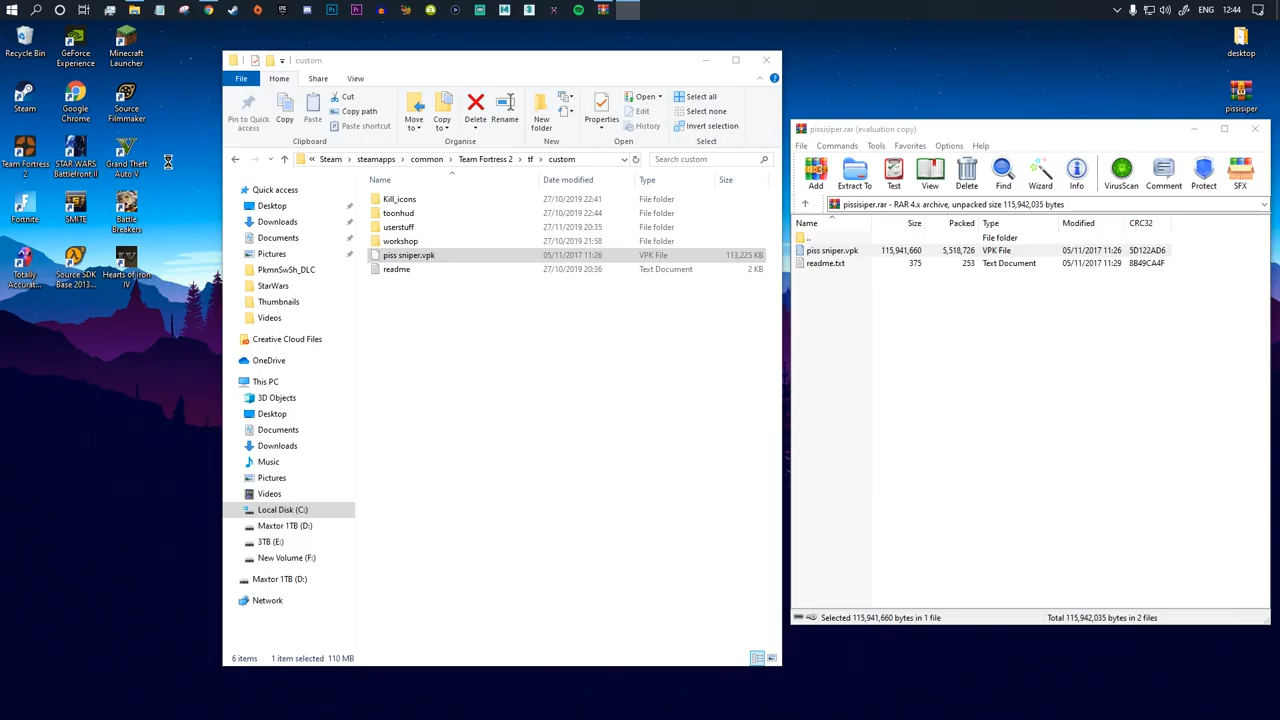 ENG 12:44
Recycle Bin
GeForce Experience
Minecraft Launcher
Steam
Google Chrome
Source Filmmaker
Team Fortress 2
STAR WARS Battlefront II
Grand Theft Auto V
Fortnite
SMITE
Battle Breakers
Totally Accurat...
Source SDK Base 2013...
Hearts of Iron IV
desktop
pissisiper
custom
File
Home
Share
View
Pin to Quick access
Copy
Paste
Cut
Copy path
Paste shortcut
Clipboard
Move to
Copy to
Delete
Rename
Organise
New folder
New
Properties
Open
Edit
History
Open
Select all
Select none
Invert selection
Select
« Steam > steamapps > common > Team Fortress 2 > tf > custom
Search custom
Name Date modified Type Size
Kill_icons 27/10/2019 22:41 File folder
toonhud 27/10/2019 22:44 File folder
userstuff 27/10/2019 22:35 File folder
workshop 27/10/2019 21:58 File folder
piss sniper.vpk 05/11/2017 11:26 VPK File 113,225 KB
readme 27/10/2019 20:36 Text Document 2 KB
Quick access
Desktop
Downloads
Documents
Pictures
PkmnSwSh_DLC
StarWars
Thumbnails
Videos
Creative Cloud Files
OneDrive
This PC
3D Objects
Desktop
Documents
Downloads
Music
Pictures
Videos
Local Disk (C:)
Maxtor 1TB (D:)
3TB (E:)
New Volume (F:)
Maxtor 1TB (D:)
Network
6 items 1 item selected 110 MB
pissisiper.rar (evaluation copy)
File Commands Tools Favorites Options Help
Add
Extract To
Test
View
Delete
Find
Wizard
Info
VirusScan
Comment
Protect
SFX
pissisiper.rar - RAR 4.x archive, unpacked size 115,942,035 bytes
Name Size Packed Type Modified CRC32
.. File folder
piss sniper.vpk 115,941,660 5,518,726 VPK File 05/11/2017 11:26 5D122AD6
readme.txt 375 253 Text Document 05/11/2017 11:29 8B49CA4F
Selected 115,941,660 bytes in 1 file
Total 115,942,035 bytes in 2 files